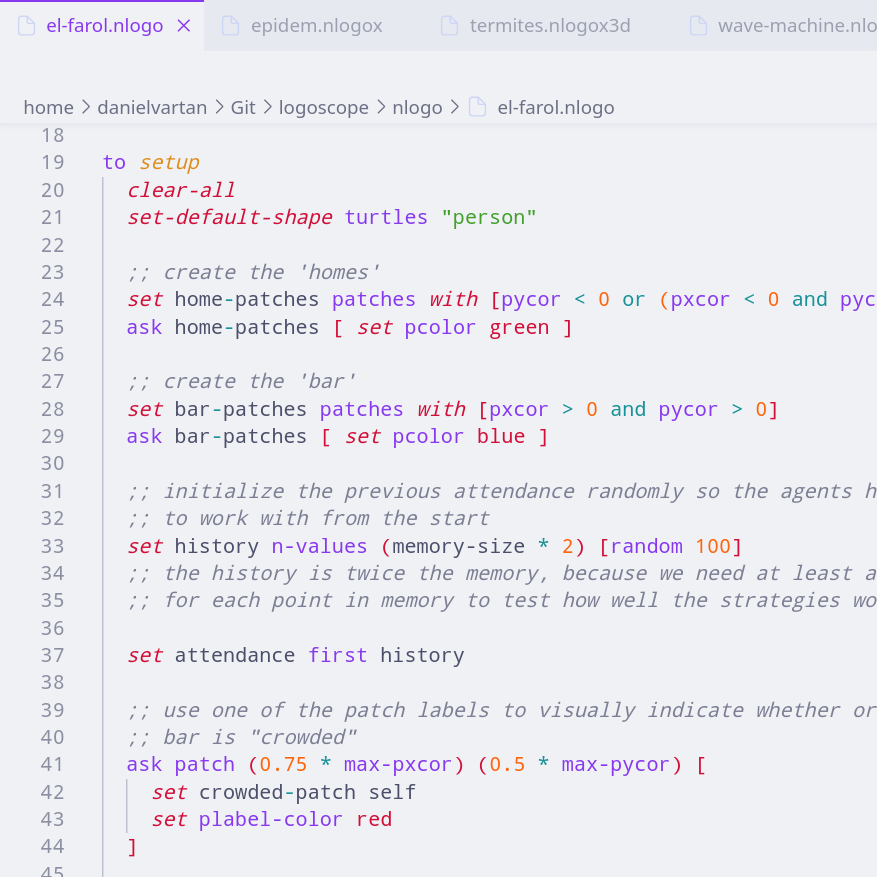 el-farol.nlogo epidem.nlogox termites.nlogox3d wave-machine.nlo
home > danielvartan > Git > logoscope > nlogo > el-farol.nlogo
18
19 to setup
20 clear-all
21 set-default-shape turtles "person"
22
23 ;; create the 'homes'
24 set home-patches patches with [pycor < 0 or (pxcor < 0 and pyc
25 ask home-patches [ set pcolor green ]
26
27 ;; create the 'bar'
28 set bar-patches patches with [pxcor > 0 and pycor > 0]
29 ask bar-patches [ set pcolor blue ]
30
31 ;; initialize the previous attendance randomly so the agents h
32 ;; to work with from the start
33 set history n-values (memory-size * 2) [random 100]
34 ;; the history is twice the memory, because we need at least a
35 ;; for each point in memory to test how well the strategies wo
36
37 set attendance first history
38
39 ;; use one of the patch labels to visually indicate whether or
40 ;; bar is "crowded"
41 ask patch (0.75 * max-pxcor) (0.5 * max-pycor) [
42 set crowded-patch self
43 set plabel-color red
44 ]
45